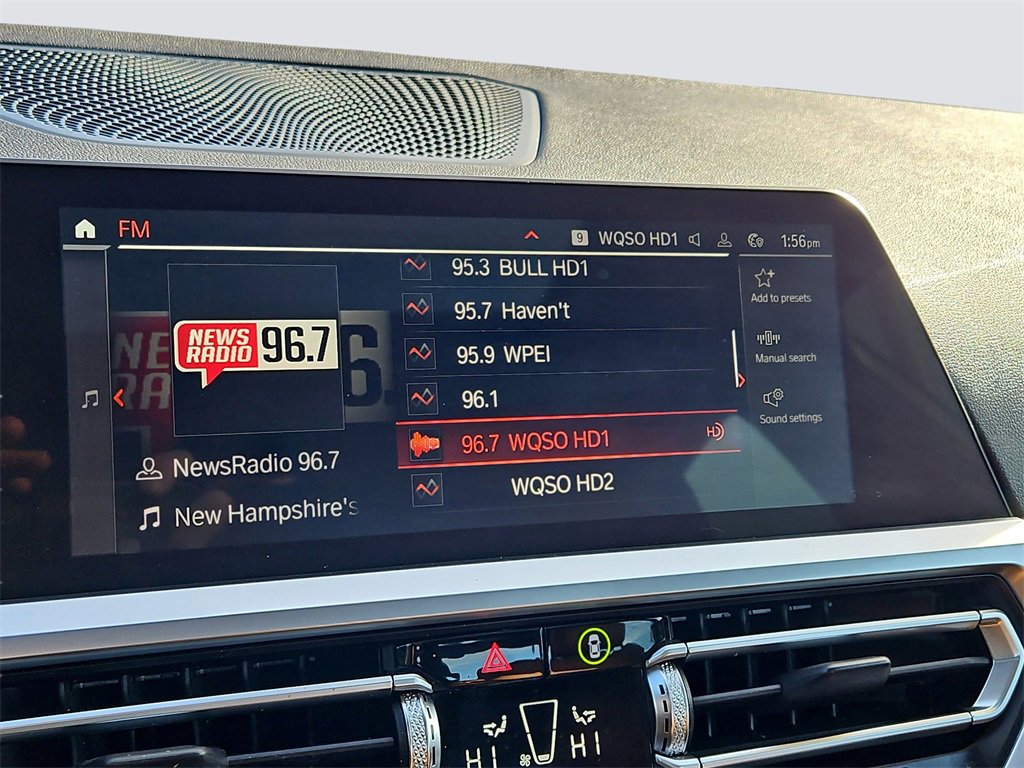 FM
9 WQSO HD1 1:56pm
95.3 BULL HD1
95.7 Haven't
95.9 WPEI
96.1
96.7 WQSO HD1 HD
WQSO HD2
NEWS
RADIO 96.7
NewsRadio 96.7
New Hampshire's
Add to presets
Manual search
Sound settings
HI HI